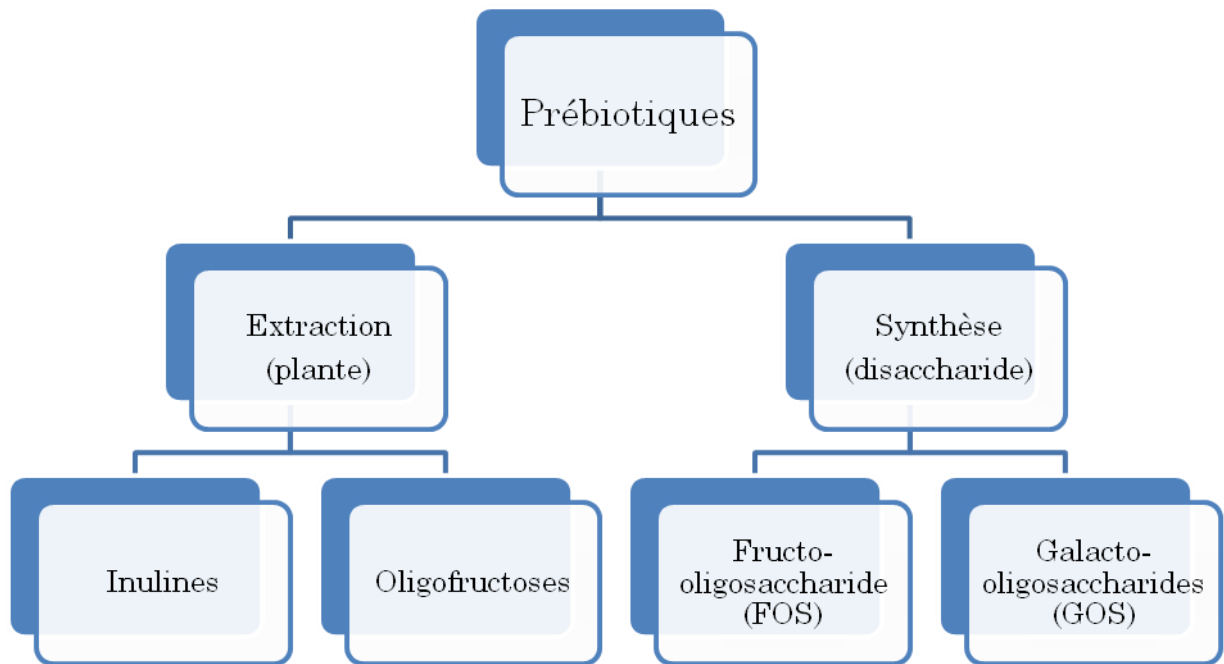 Prébiotiques
Extraction
(plante)
Synthèse
(disaccharide)
Inulines
Oligofructoses
Fructo-
oligosaccharide
(FOS)
Galacto-
oligosaccharides
(GOS)